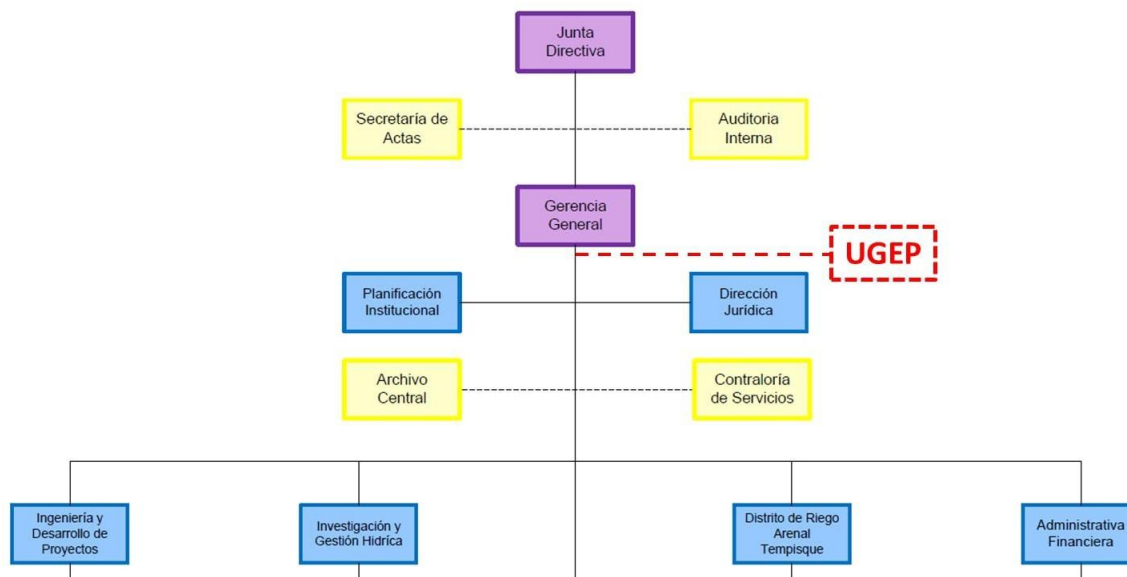 Junta
Directiva
Secretaría de
Actas
Auditoria
Interna
Gerencia
General
UGEP
Planificación
Institucional
Dirección
Jurídica
Archivo
Central
Contraloría
de Servicios
Ingeniería y
Desarrollo de
Proyectos
Investigación y
Gestión Hidríca
Distrito de Riego
Arenal
Tempisque
Administrativa
Financiera